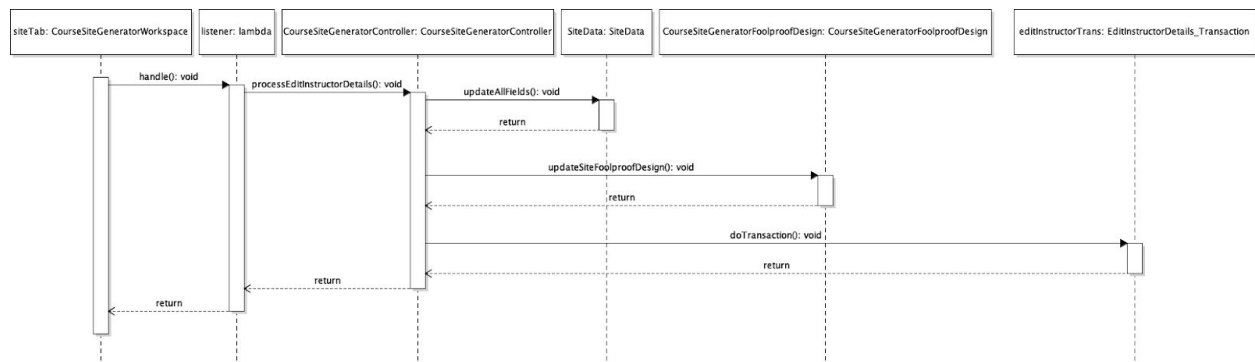 siteTab: CourseSiteGeneratorWorkspace
listener: lambda
CourseSiteGeneratorController: CourseSiteGeneratorController
SiteData: SiteData
CourseSiteGeneratorFoolproofDesign: CourseSiteGeneratorFoolproofDesign
editInstructorTrans: EditInstructorDetails_Transaction
handle(): void
processEditInstructorDetails(): void
updateAllFields(): void
return
updateSiteFoolproofDesign(): void
return
doTransaction(): void
return
return
return